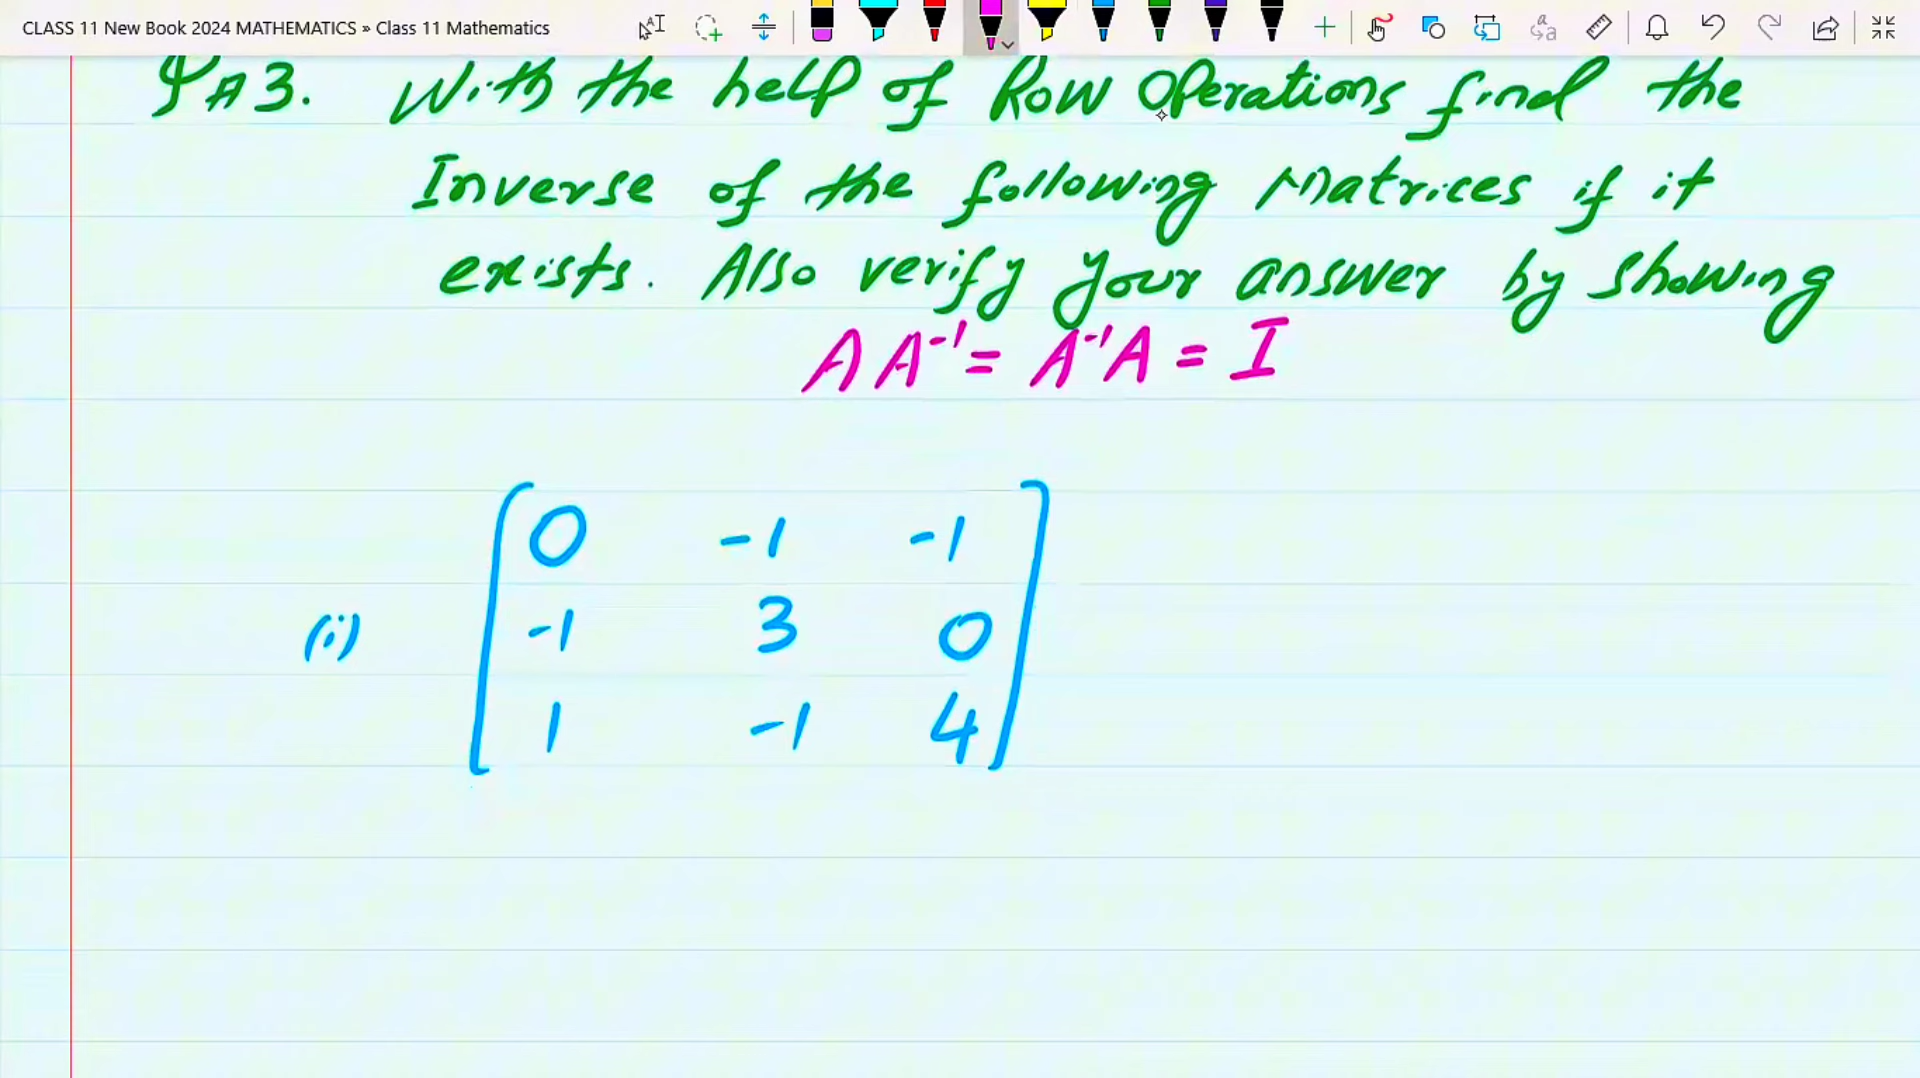 CLASS 11 New Book 2024 MATHEMATICS » Class 11 Mathematics
3. With the help of Row Operations find the
Inverse of the following Matrices if it
exists. Also verify your answer by showing
A A⁻¹ = A⁻¹A = I
0 -1 -1
(i) -1 3 0
1 -1 4